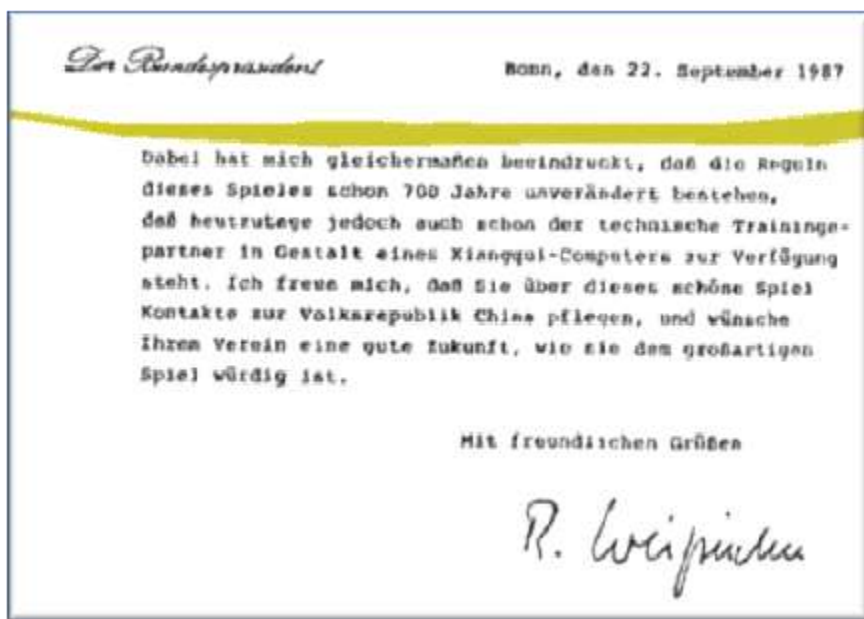 Der Bundespräsident
Bonn, den 22. September 1987
Dabei hat mich gleichermaßen beeindruckt, daß die Regeln
dieses Spieles schon 700 Jahre unverändert bestehen,
daß heutzutage jedoch auch schon der technische Trainings-
partner in Gestalt eines Xiangqui-Computers zur Verfügung
steht. Ich freue mich, daß Sie über dieses schöne Spiel
Kontakte zur Volksrepublik China pflegen, und wünsche
Ihrem Verein eine gute Zukunft, wie sie dem großartigen
Spiel würdig ist.
Mit freundlichen Grüßen
R. Weizsäcker